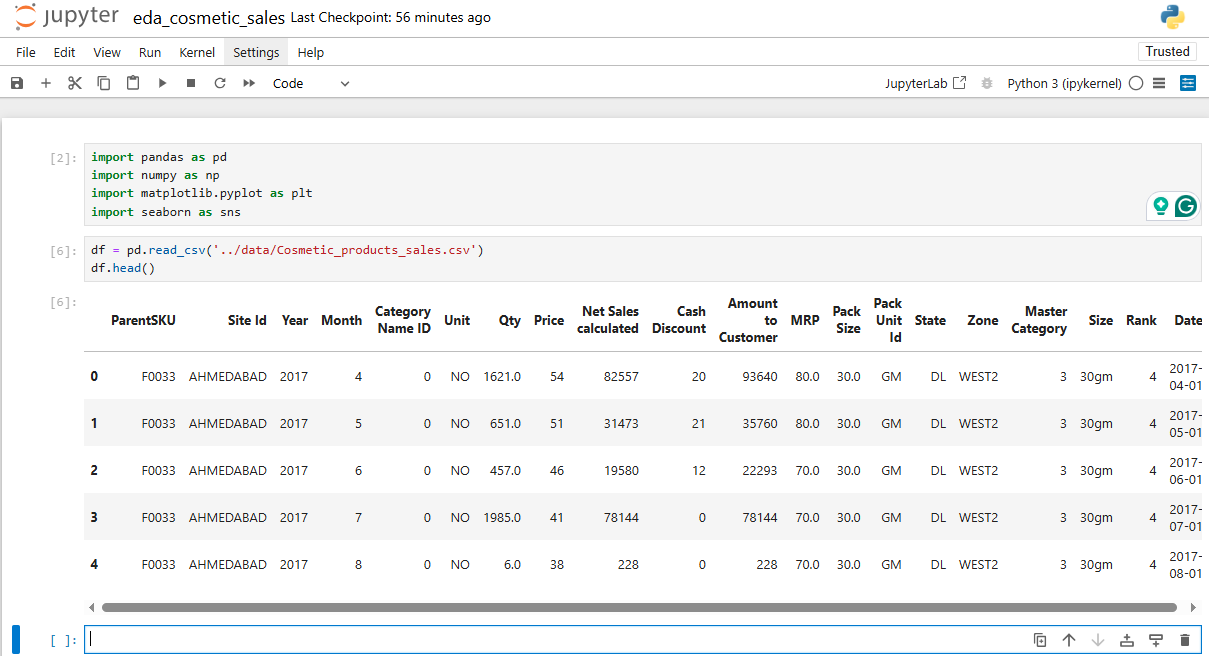 jupyter eda_cosmetic_sales Last Checkpoint: 56 minutes ago
File Edit View Run Kernel Settings Help Trusted
Code JupyterLab Python 3 (ipykernel)
[2]: import pandas as pd
import numpy as np
import matplotlib.pyplot as plt
import seaborn as sns
[6]: df = pd.read_csv('../data/Cosmetic_products_sales.csv')
df.head()
[6]:
ParentSKU Site Id Year Month Category Name ID Unit Qty Price Net Sales calculated Cash Discount Amount to Customer MRP Pack Size Pack Unit Id State Zone Master Category Size Rank Date
0 F0033 AHMEDABAD 2017 4 0 NO 1621.0 54 82557 20 93640 80.0 30.0 GM DL WEST2 3 30gm 4 2017-04-01
1 F0033 AHMEDABAD 2017 5 0 NO 651.0 51 31473 21 35760 80.0 30.0 GM DL WEST2 3 30gm 4 2017-05-01
2 F0033 AHMEDABAD 2017 6 0 NO 457.0 46 19580 12 22293 70.0 30.0 GM DL WEST2 3 30gm 4 2017-06-01
3 F0033 AHMEDABAD 2017 7 0 NO 1985.0 41 78144 0 78144 70.0 30.0 GM DL WEST2 3 30gm 4 2017-07-01
4 F0033 AHMEDABAD 2017 8 0 NO 6.0 38 228 0 228 70.0 30.0 GM DL WEST2 3 30gm 4 2017-08-01
[ ]: